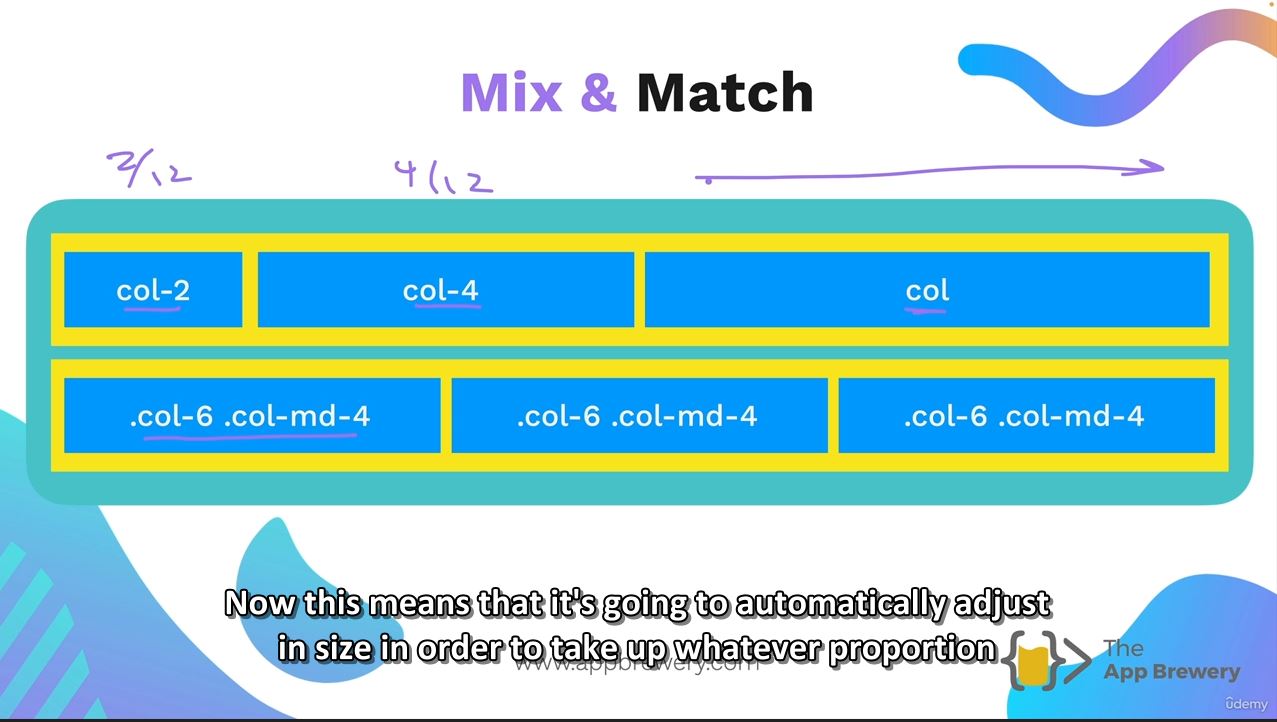 Mix & Match
2/12 4/12
col-2 col-4 col
.col-6 .col-md-4 .col-6 .col-md-4 .col-6 .col-md-4
Now this means that it's going to automatically adjust
in size in order to take up whatever proportion
www.appbrewery.com
The
App Brewery
ûdemy